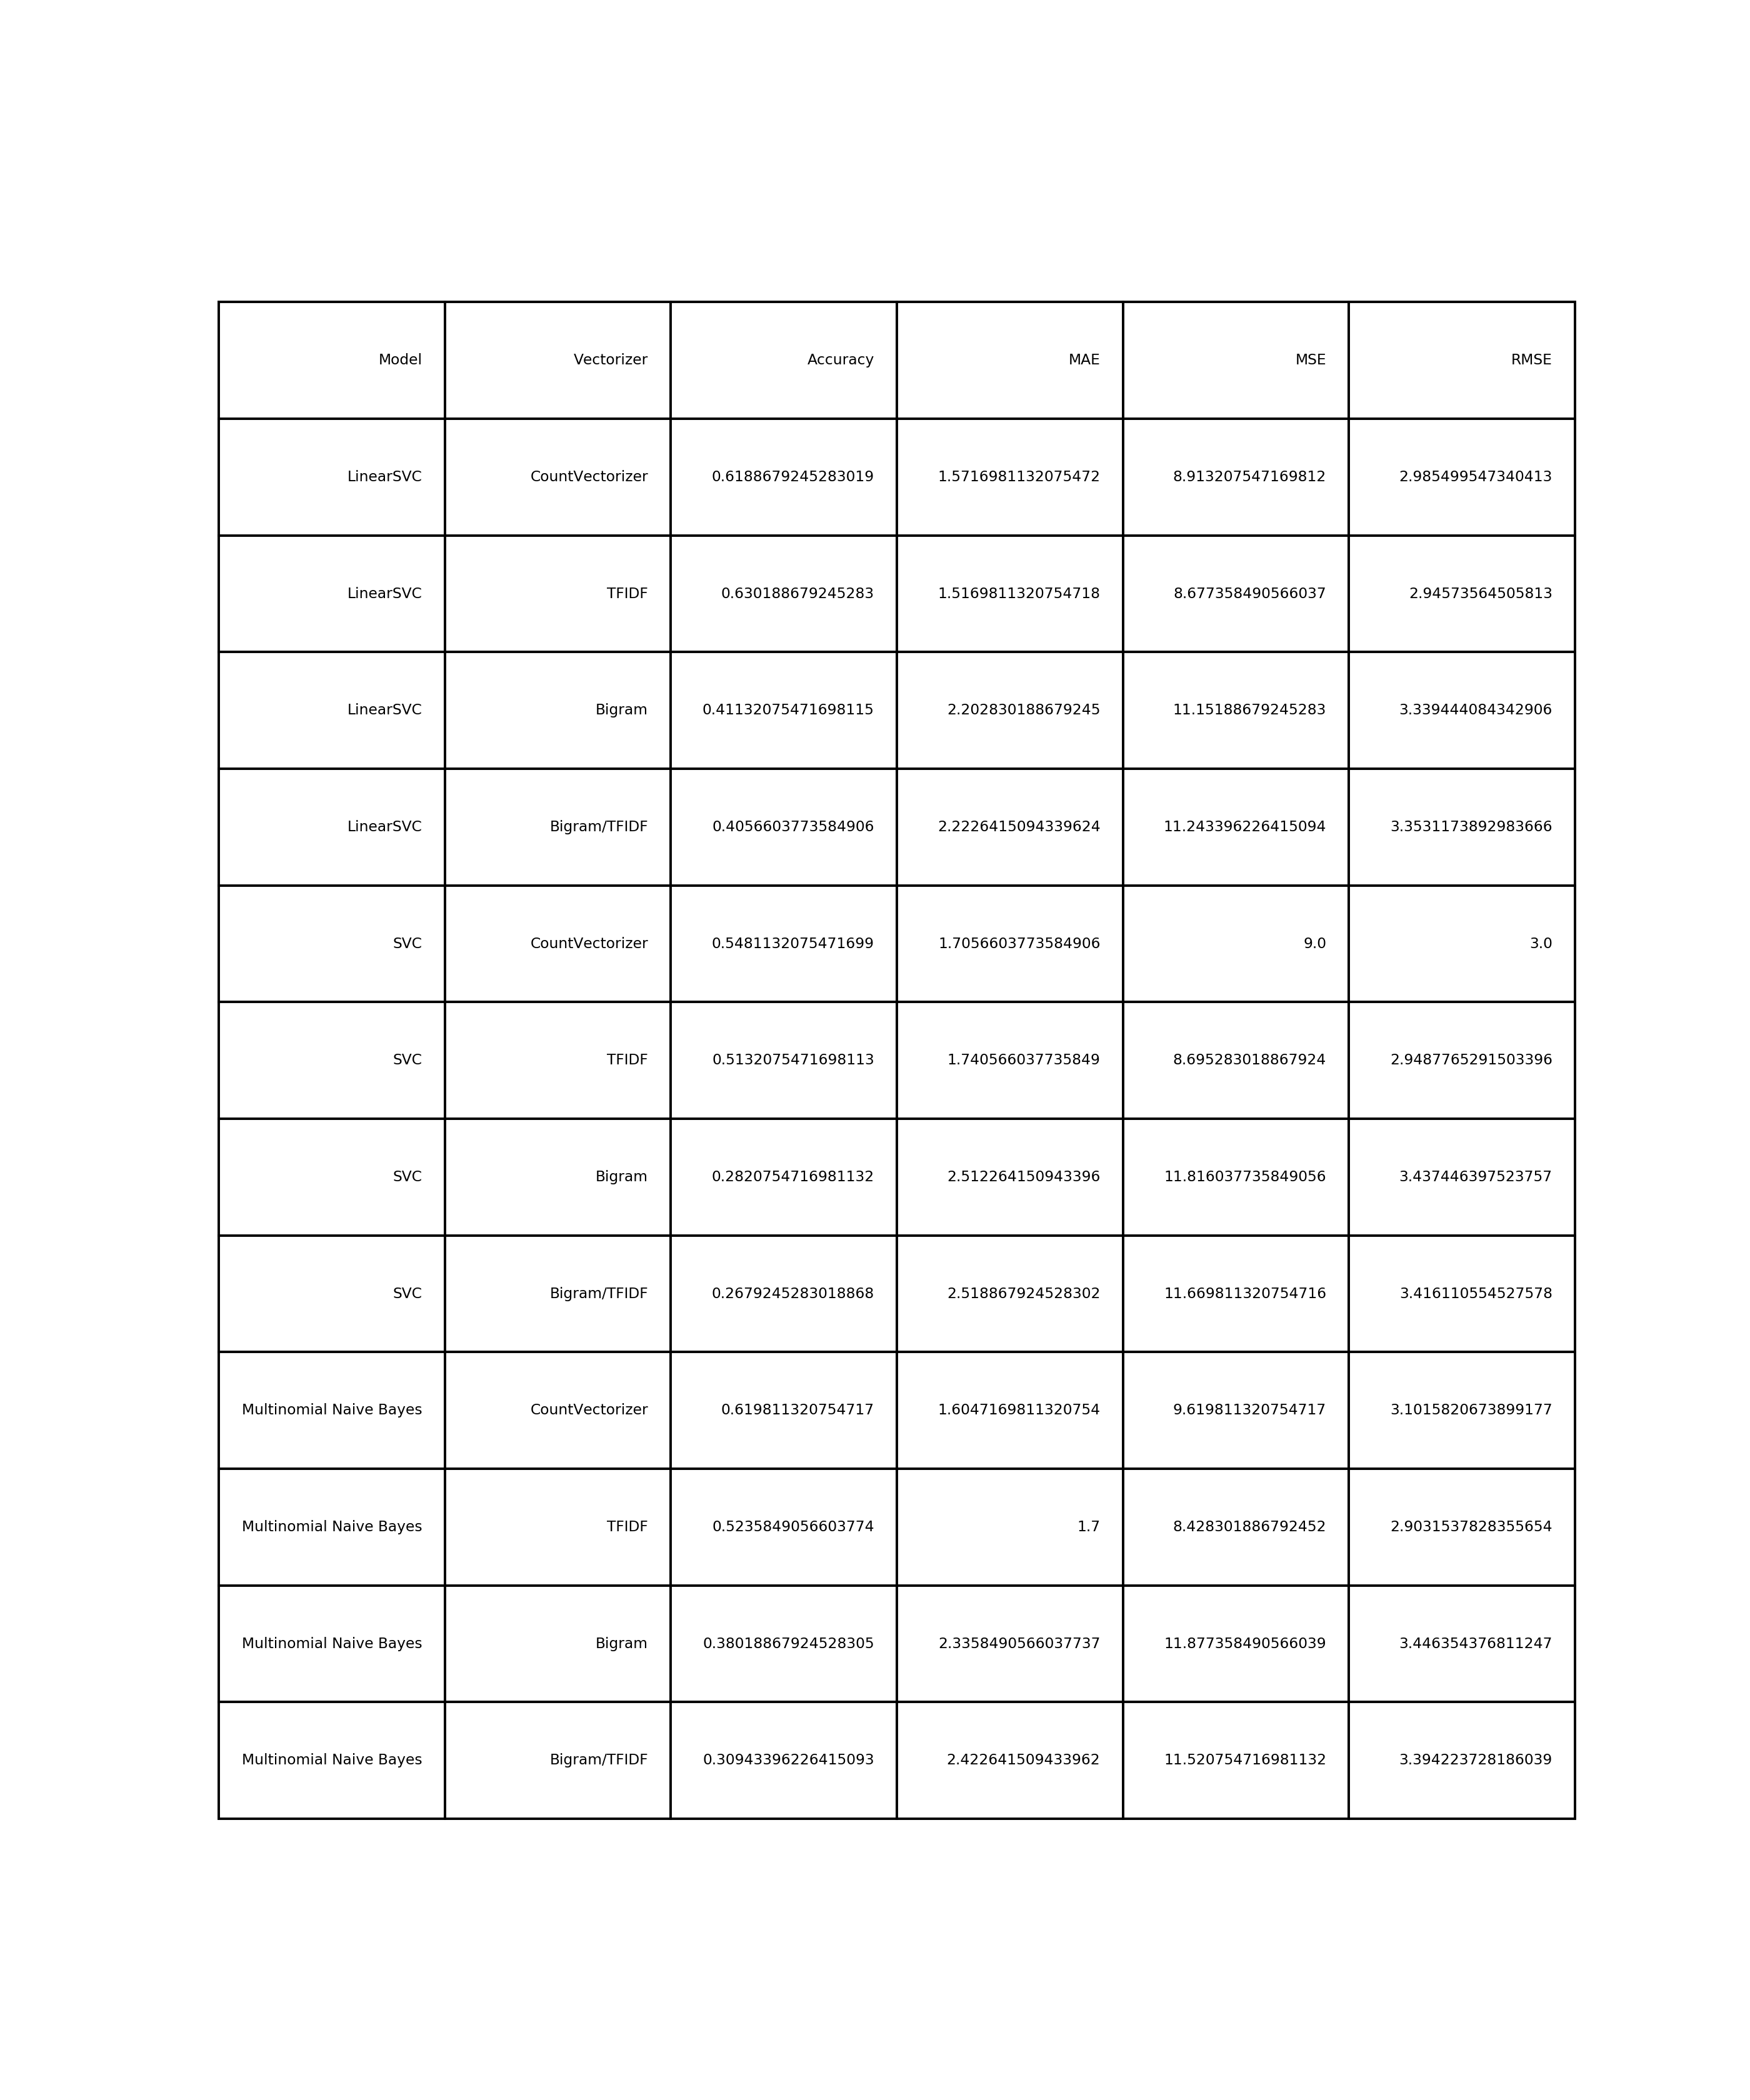 Model Vectorizer Accuracy MAE MSE RMSE
LinearSVC CountVectorizer 0.6188679245283019 1.5716981132075472 8.913207547169812 2.985499547340413
LinearSVC TFIDF 0.630188679245283 1.5169811320754718 8.677358490566037 2.94573564505813
LinearSVC Bigram 0.41132075471698115 2.202830188679245 11.15188679245283 3.339444084342906
LinearSVC Bigram/TFIDF 0.4056603773584906 2.2226415094339624 11.243396226415094 3.3531173892983666
SVC CountVectorizer 0.5481132075471699 1.7056603773584906 9.0 3.0
SVC TFIDF 0.5132075471698113 1.740566037735849 8.695283018867924 2.9487765291503396
SVC Bigram 0.2820754716981132 2.512264150943396 11.816037735849056 3.437446397523757
SVC Bigram/TFIDF 0.2679245283018868 2.518867924528302 11.669811320754716 3.416110554527578
Multinomial Naive Bayes CountVectorizer 0.619811320754717 1.6047169811320754 9.619811320754717 3.1015820673899177
Multinomial Naive Bayes TFIDF 0.5235849056603774 1.7 8.428301886792452 2.9031537828355654
Multinomial Naive Bayes Bigram 0.38018867924528305 2.3358490566037737 11.877358490566039 3.446354376811247
Multinomial Naive Bayes Bigram/TFIDF 0.30943396226415093 2.422641509433962 11.520754716981132 3.394223728186039